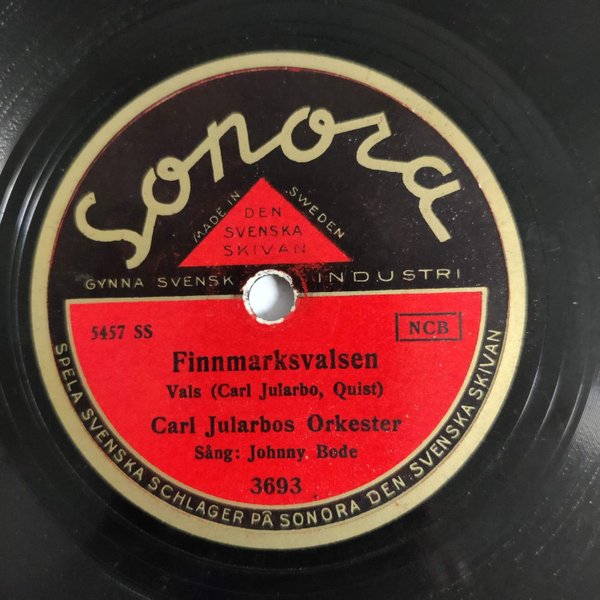 Sonora
MADE IN SWEDEN
DEN
SVENSKA
SKIVAN
GYNNA SVENSK INDUSTRI
5457 SS
NCB
Finnmarksvalsen
Vals (Carl Jularbo, Quist)
Carl Jularbos Orkester
Sång: Johnny Bode
3693
SPELA SVENSKA SCHLAGER PÅ SONORA DEN SVENSKA SKIVAN